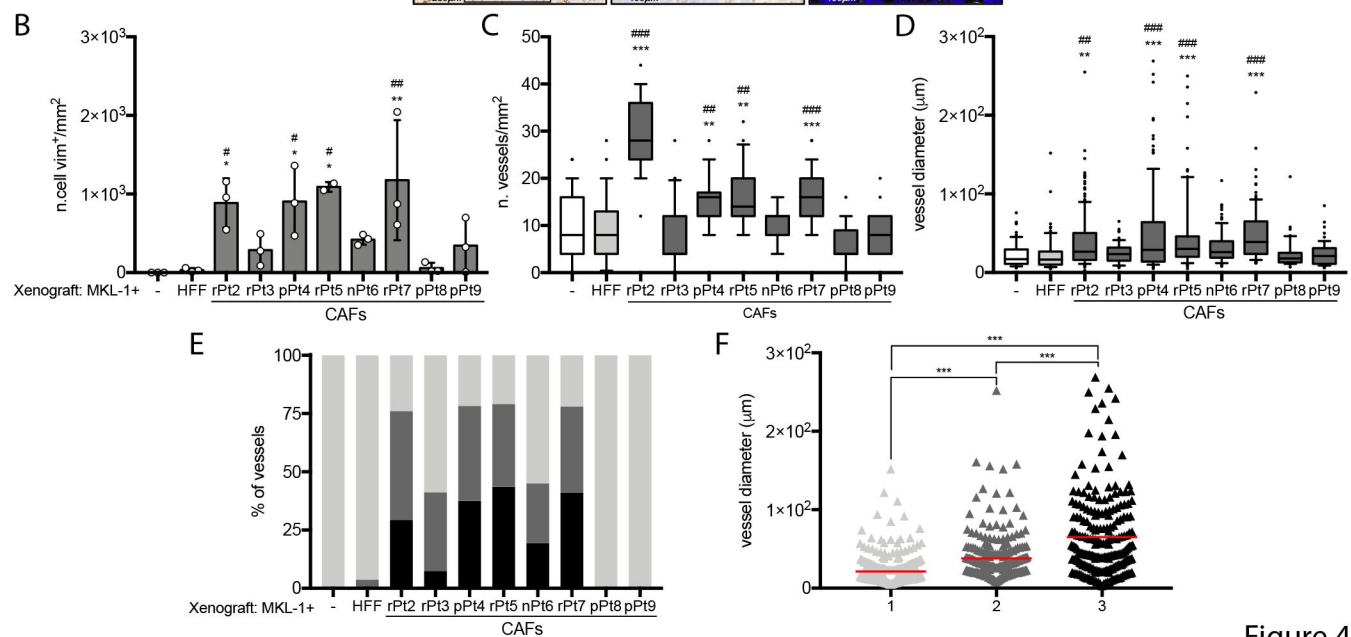 B
3×10³
2×10³
1×10³
0
n.cell vim⁺/mm2
#
*
#
*
#
*
##
**
Xenograft: MKL-1+
- HFF rPt2 rPt3 pPt4 rPt5 nPt6 rPt7 pPt8 pPt9
CAFs
C
50
40
30
20
10
0
n. vessels/mm²
###
***
##
**
##
**
###
***
- HFF rPt2 rPt3 pPt4 rPt5 nPt6 rPt7 pPt8 pPt9
CAFs
D
3×10²
2×10²
1×10²
0
vessel diameter (μm)
##
**
###
***
###
***
###
***
- HFF rPt2 rPt3 pPt4 rPt5 nPt6 rPt7 pPt8 pPt9
CAFs
E
100
75
50
25
0
% of vessels
Xenograft: MKL-1+
- HFF rPt2 rPt3 pPt4 rPt5 nPt6 rPt7 pPt8 pPt9
CAFs
F
3×10²
2×10²
1×10²
0
vessel diameter (μm)
***
***
***
1 2 3
Figure 4